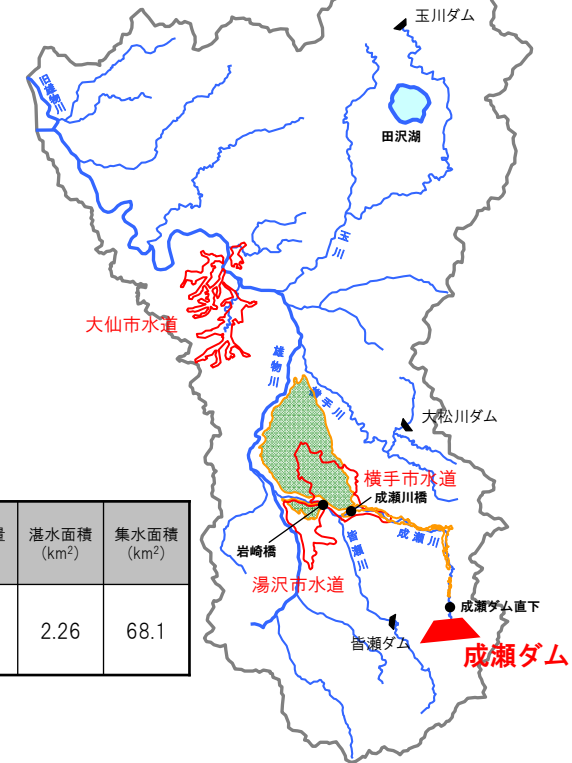 玉川ダム
旧雄物川
田沢湖
玉川
大仙市水道
雄物川
横手川
大松川ダム
横手市水道
成瀬川橋
岩崎橋
皆瀬川
成瀬川
湯沢市水道
成瀬ダム直下
皆瀬ダム
成瀬ダム
量 湛水面積 集水面積
(km²) (km²)
2.26 68.1